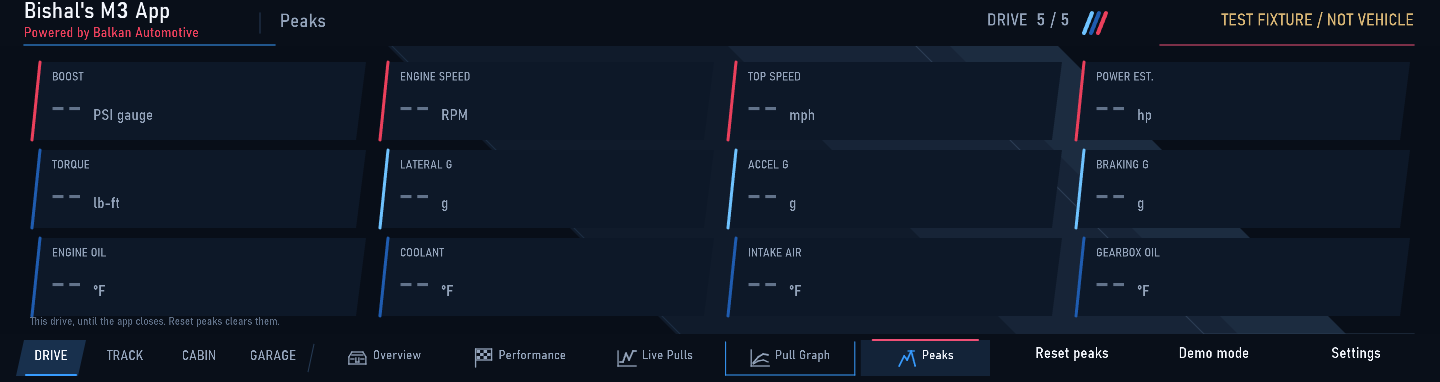 Bishal's M3 App
Powered by Balkan Automotive
Peaks
DRIVE 5 / 5
TEST FIXTURE / NOT VEHICLE
BOOST
-- PSI gauge
ENGINE SPEED
-- RPM
TOP SPEED
-- mph
POWER EST.
-- hp
TORQUE
-- lb-ft
LATERAL G
-- g
ACCEL G
-- g
BRAKING G
-- g
ENGINE OIL
-- °F
COOLANT
-- °F
INTAKE AIR
-- °F
GEARBOX OIL
-- °F
This drive, until the app closes. Reset peaks clears them.
DRIVE TRACK CABIN GARAGE Overview Performance Live Pulls Pull Graph Peaks Reset peaks Demo mode Settings